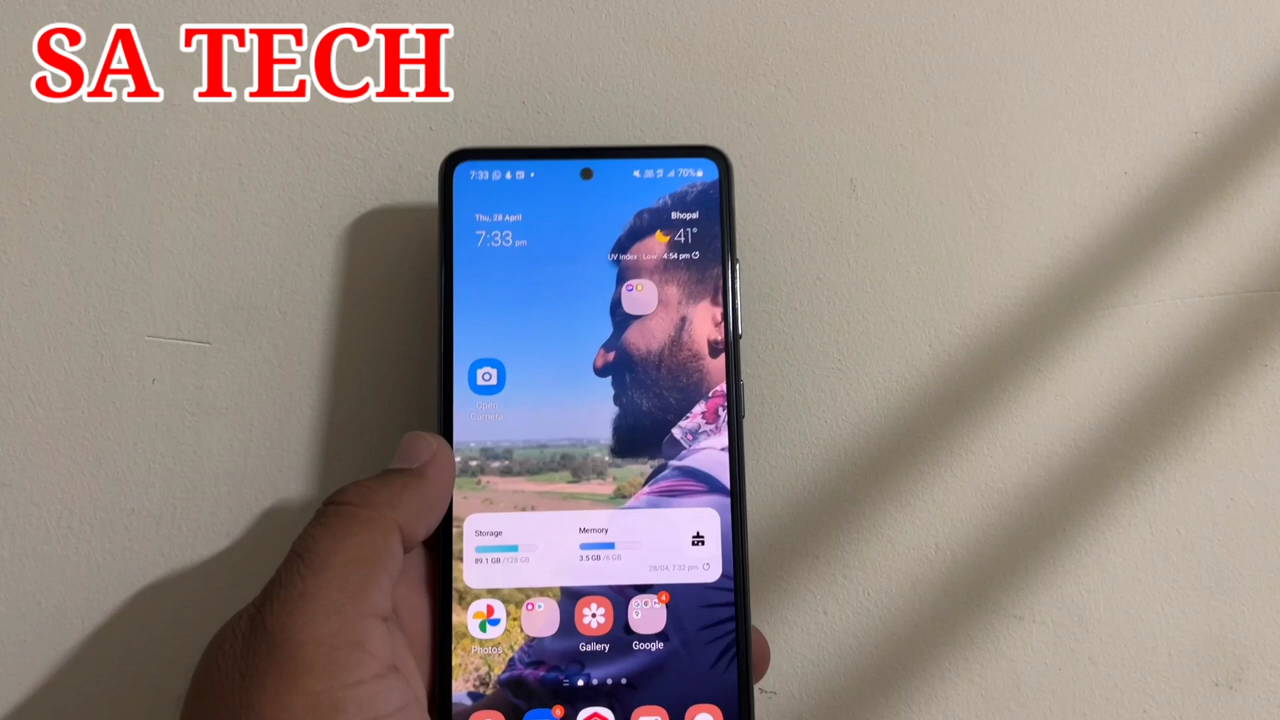 SA TECH
7:33 70%
Thu, 28 April
Bhopal
7:33 pm
41°
UV index : Low 4:54 pm
Open
Camera
Storage
Memory
89.1 GB /128 GB
3.5 GB /6 GB
28/04, 7:32 pm
4
Photos
Gallery
Google
6